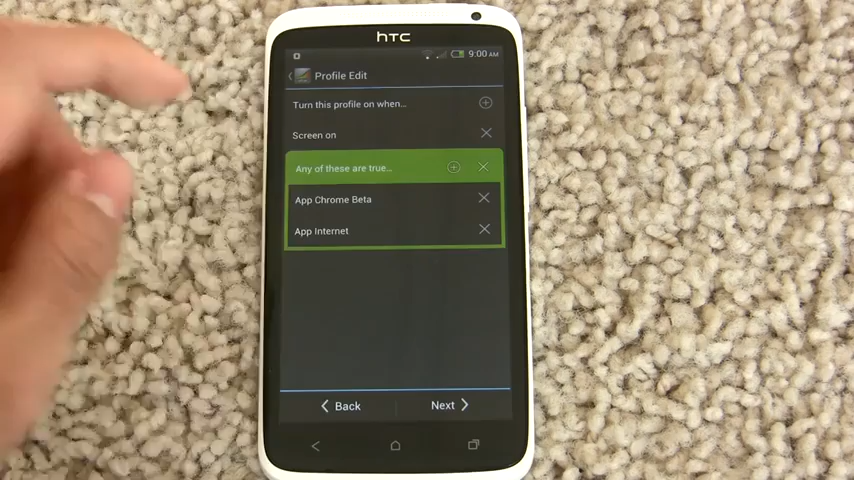 hTC
9:00 AM
Profile Edit
Turn this profile on when...
Screen on
Any of these are true...
App Chrome Beta
App Internet
Back
Next